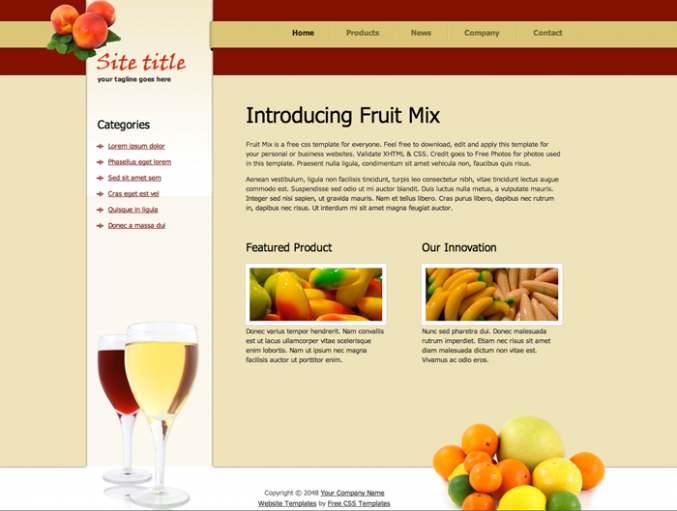 Site title
your tagline goes here
Home
Products
News
Company
Contact
Categories
Lorem ipsum dolor
Phasellus eget lorem
Sed sit amet sem
Cras eget est vel
Quisque in ligula
Donec a massa dui
Introducing Fruit Mix
Fruit Mix is a free css template for everyone. Feel free to download, edit and apply this template for
your personal or business websites. Validate XHTML & CSS. Credit goes to Free Photos for photos used
in this template. Praesent nulla ligula, condimentum sit amet vehicula non, faucibus quis risus.
Aenean vestibulum, ligula non facilisis tincidunt, turpis leo consectetur nibh, vitae tincidunt lectus augue
commodo est. Suspendisse sed odio ut mi auctor blandit. Duis luctus nulla metus, a vulputate mauris.
Integer sed nisi sapien, ut gravida mauris. Nam et tellus libero. Cras purus libero, dapibus nec rutrum
in, dapibus nec risus. Ut interdum mi sit amet magna feugiat auctor.
Featured Product
Donec varius tempor hendrerit. Nam convallis
est ut lacus ullamcorper vitae scelerisque
enim lobortis. Nam ut ipsum nec magna
facilisis auctor ut porttitor enim.
Our Innovation
Nunc sed pharetra dui. Donec malesuada
rutrum imperdiet. Etiam nec risus sit amet
diam malesuada dictum non vitae est.
Vivamus ac odio eros.
Copyright © 2048 Your Company Name
Website Templates by Free CSS Templates